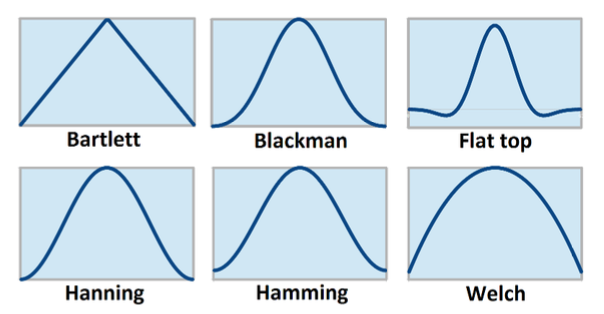 Bartlett
Blackman
Flat top
Hanning
Hamming
Welch